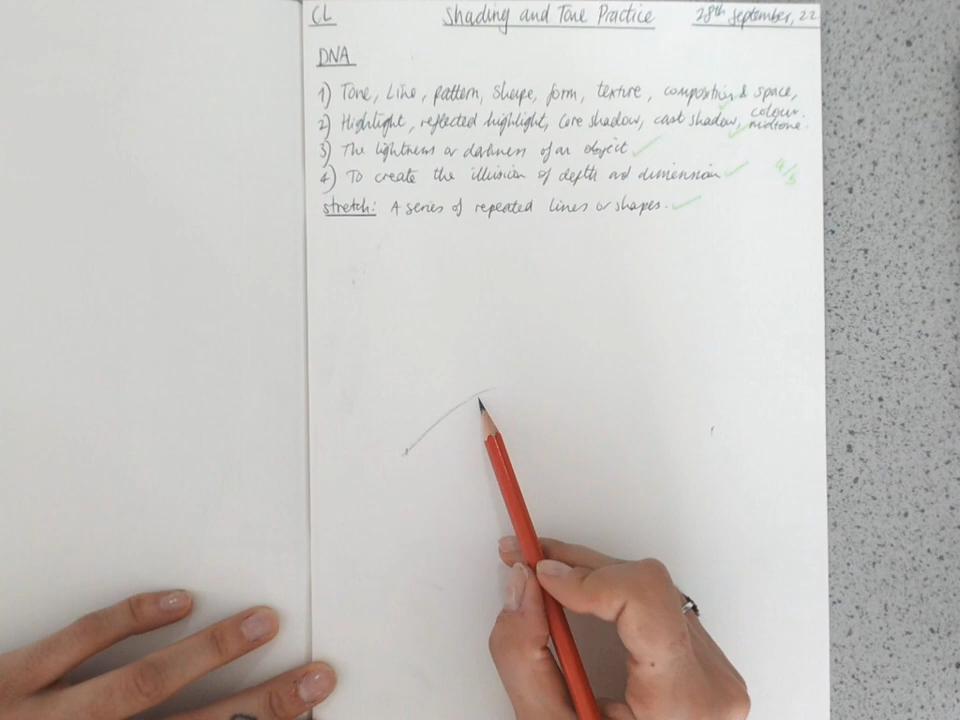 CL
Shading and Tone Practice
28th September, 22
DNA
1) Tone, Line, pattern, shape, form, texture, composition & space, colour.
2) Highlight, reflected highlight, core shadow, cast shadow, midtone.
3) The lightness or darkness of an object
4) To create the illusion of depth and dimension
4/5
stretch: A series of repeated lines or shapes.